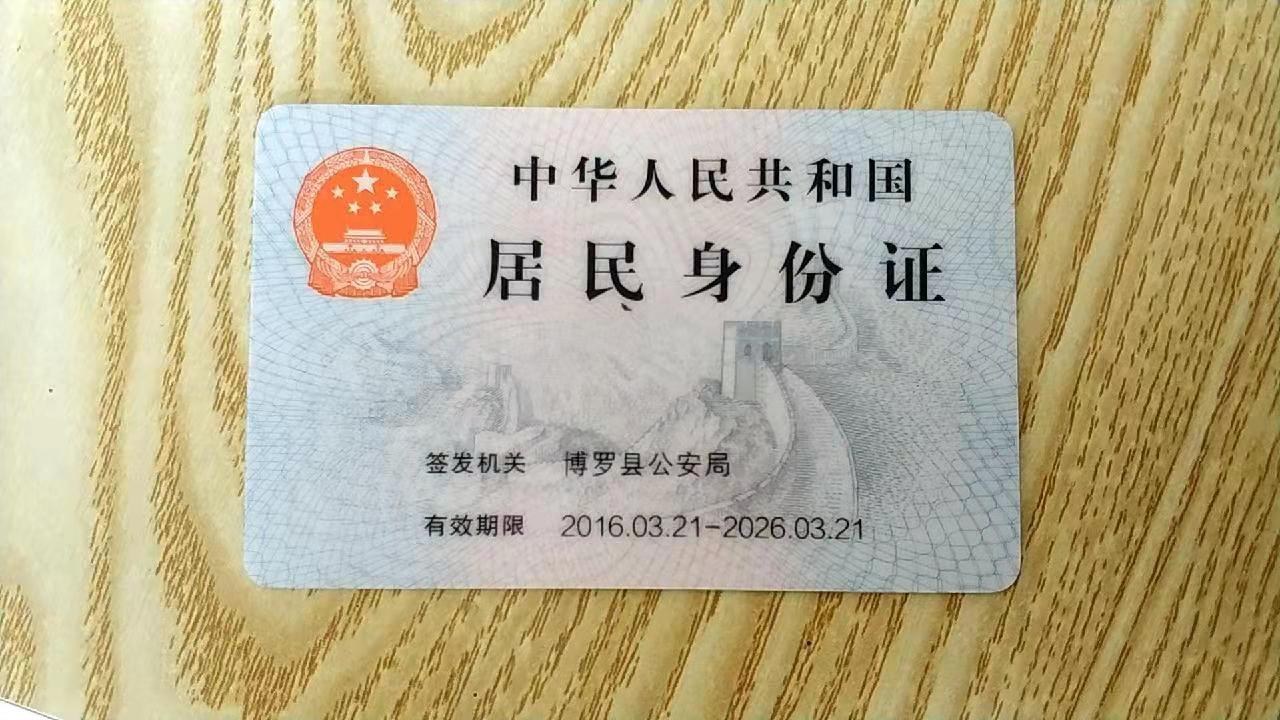 中华人民共和国
居民身份证
签发机关 博罗县公安局
有效期限 2016.03.21-2026.03.21